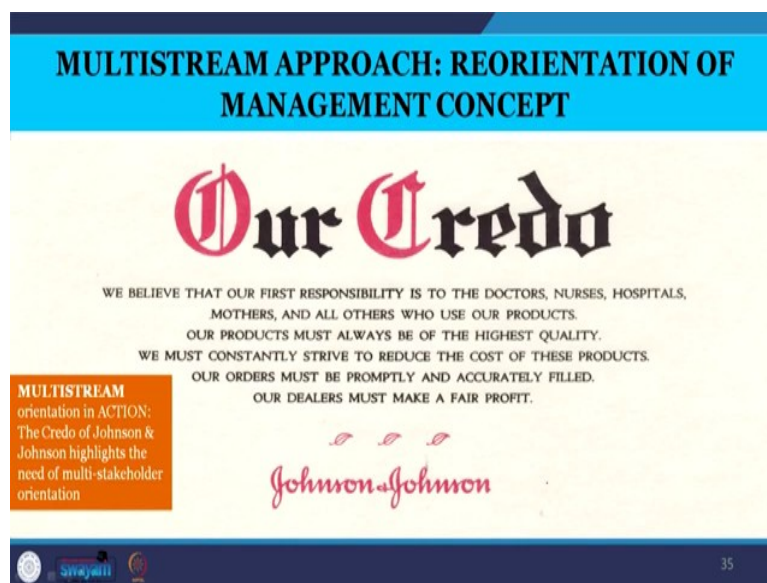 MULTISTREAM APPROACH: REORIENTATION OF
MANAGEMENT CONCEPT
Our Credo
WE BELIEVE THAT OUR FIRST RESPONSIBILITY IS TO THE DOCTORS, NURSES, HOSPITALS,
MOTHERS, AND ALL OTHERS WHO USE OUR PRODUCTS.
OUR PRODUCTS MUST ALWAYS BE OF THE HIGHEST QUALITY.
WE MUST CONSTANTLY STRIVE TO REDUCE THE COST OF THESE PRODUCTS.
OUR ORDERS MUST BE PROMPTLY AND ACCURATELY FILLED.
OUR DEALERS MUST MAKE A FAIR PROFIT.
MULTISTREAM
orientation in ACTION:
The Credo of Johnson &
Johnson highlights the
need of multi-stakeholder
orientation
Johnson & Johnson
swayam
35